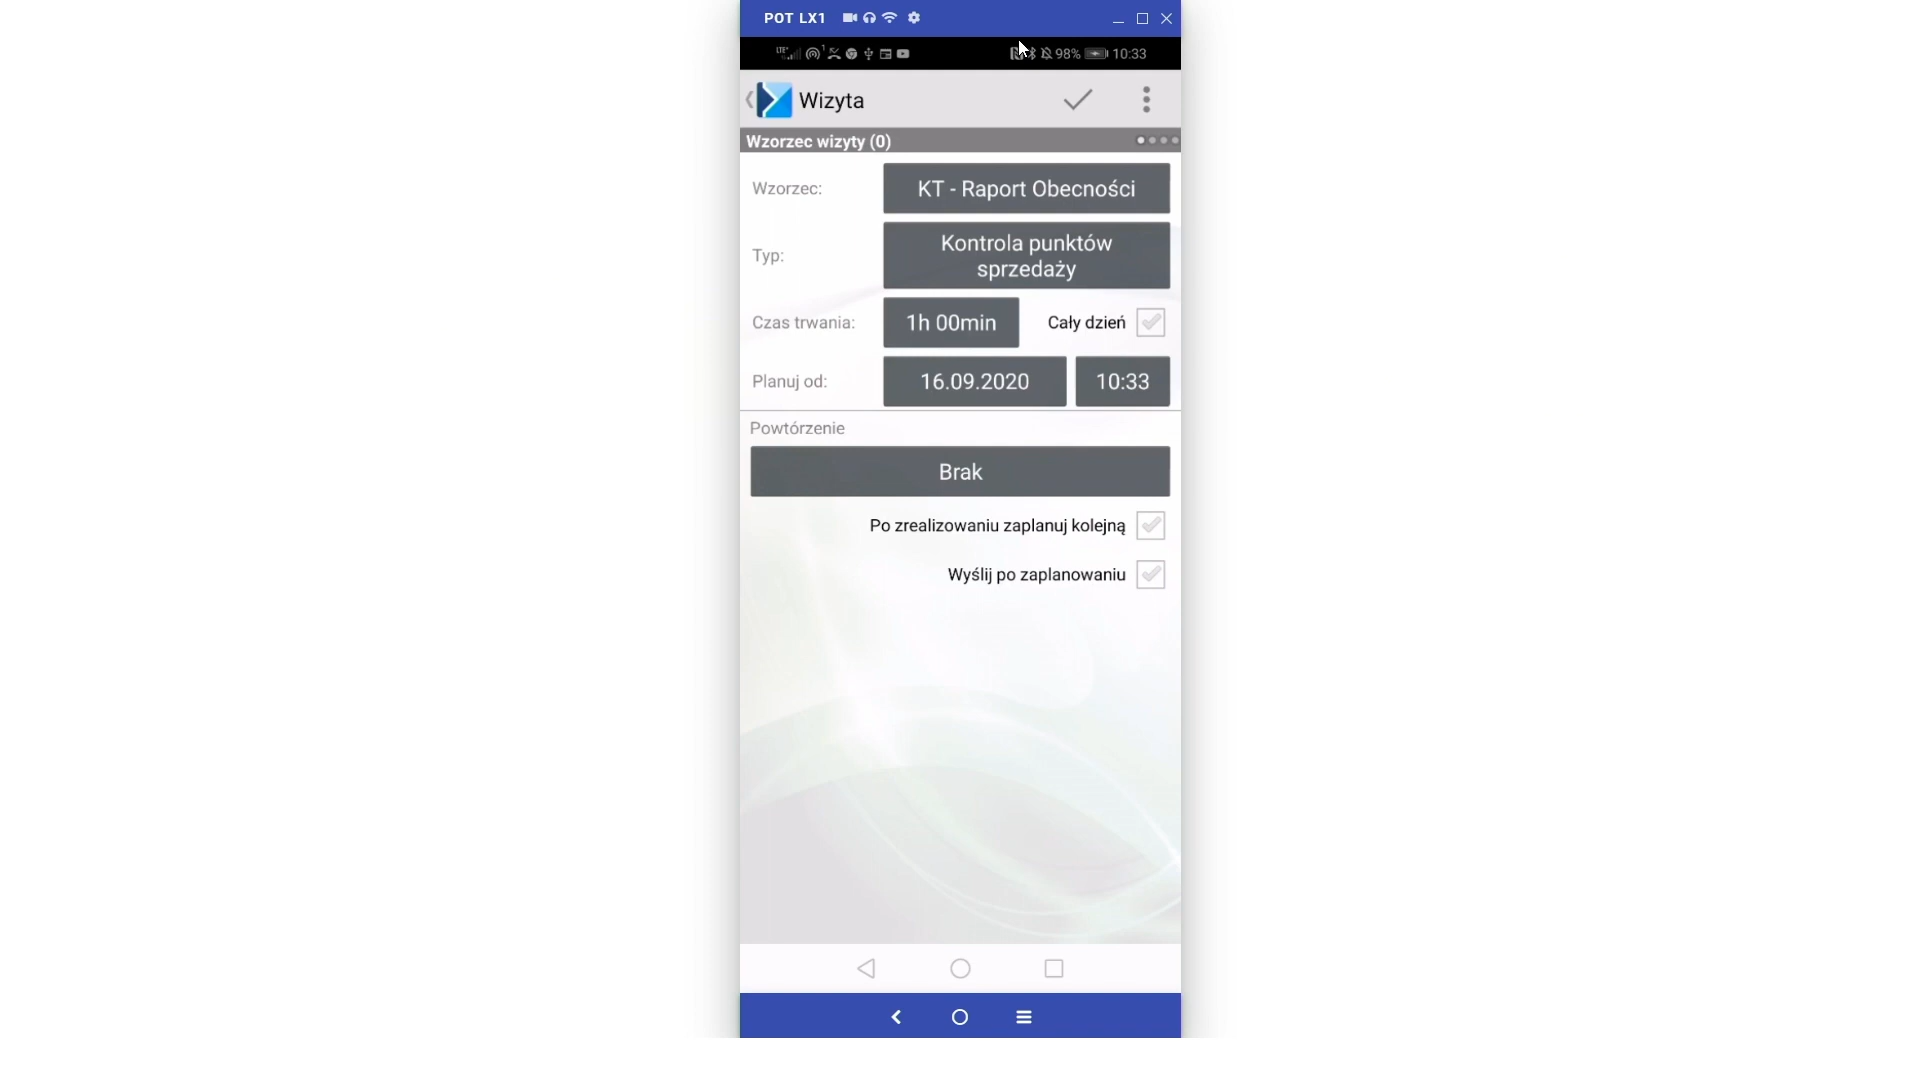 POT LX1
98% 10:33
Wizyta
Wzorzec wizyty (0)
Wzorzec: KT - Raport Obecności
Typ: Kontrola punktów
sprzedaży
Czas trwania: 1h 00min Cały dzień
Planuj od: 16.09.2020 10:33
Powtórzenie
Brak
Po zrealizowaniu zaplanuj kolejną
Wyślij po zaplanowaniu